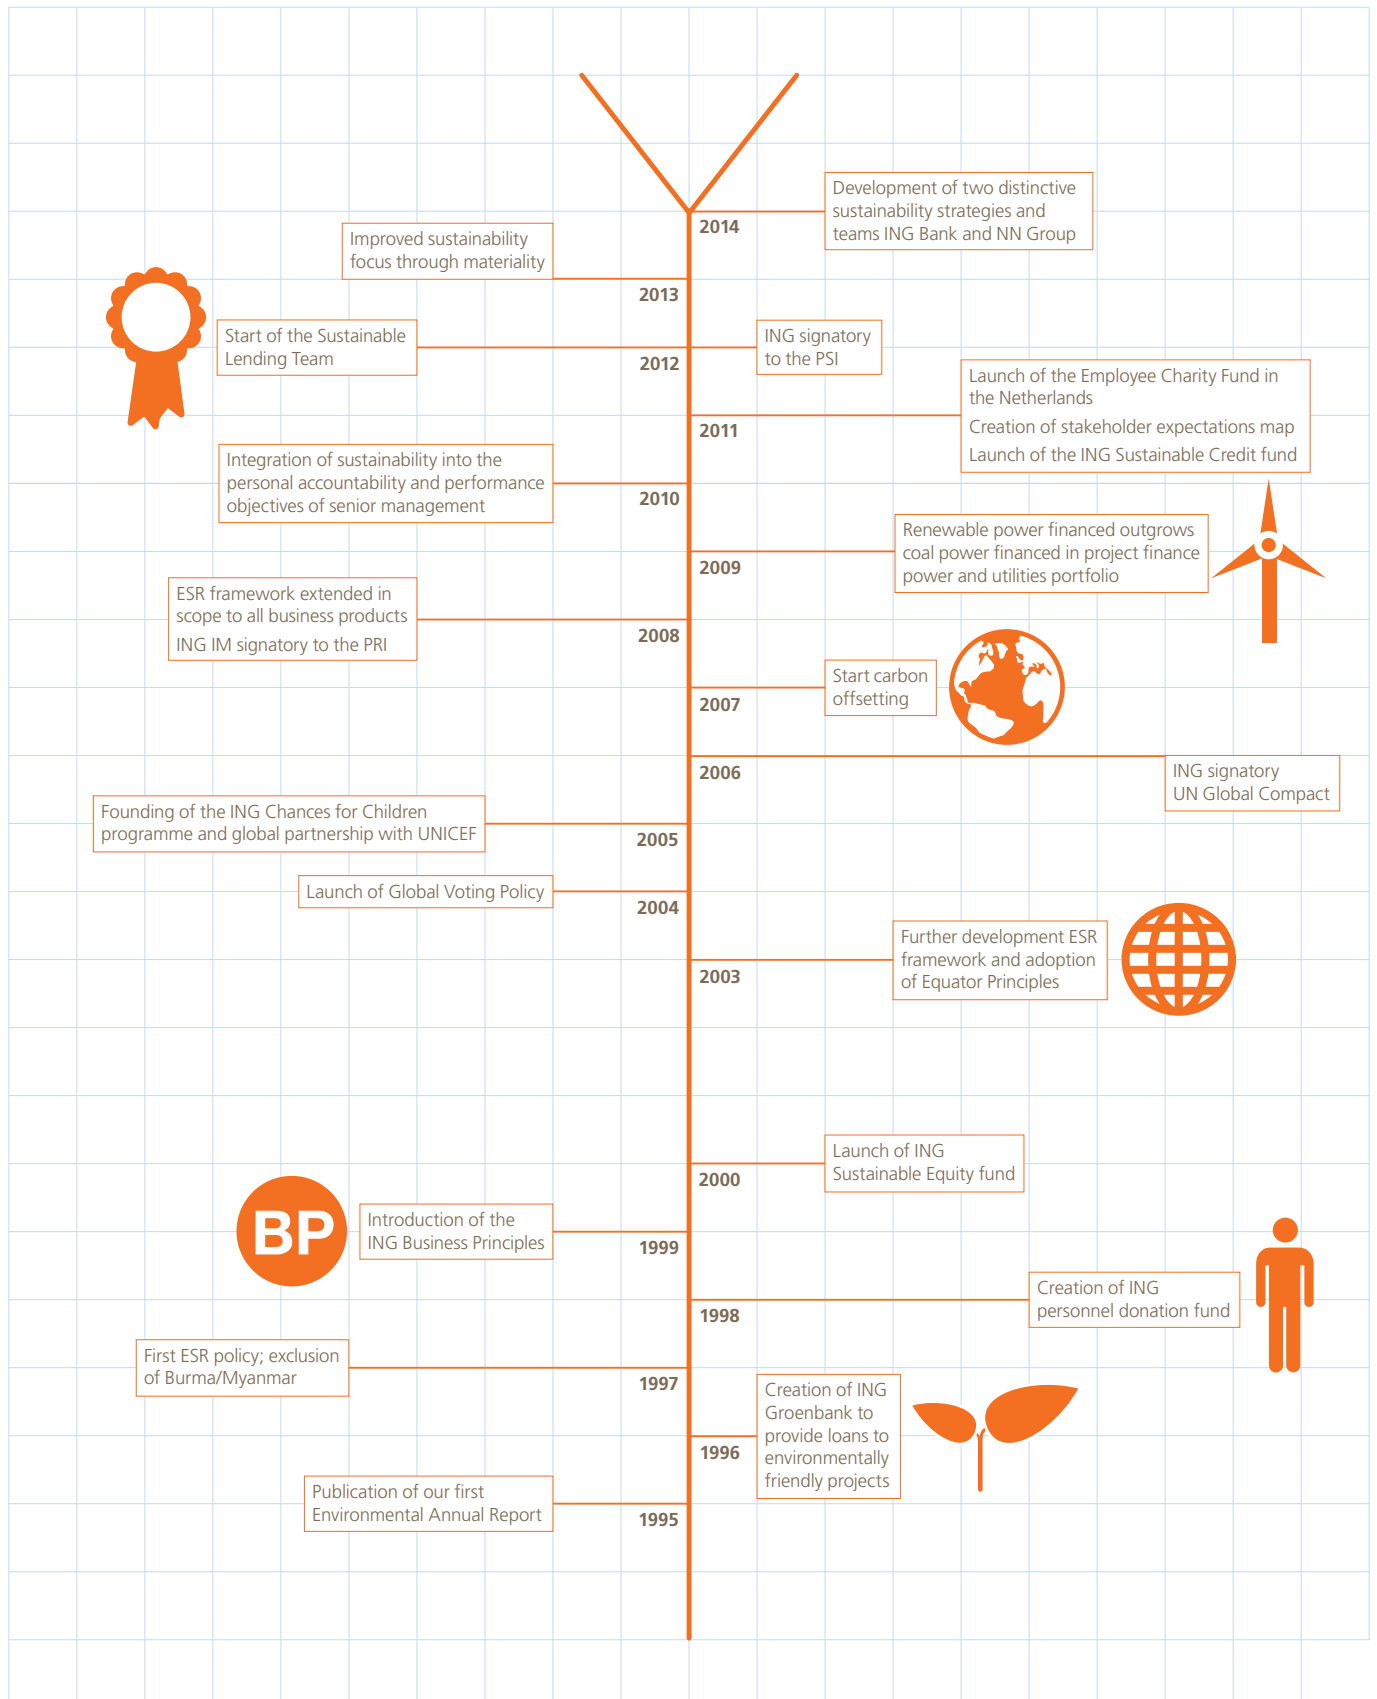 Development of two distinctive
sustainability strategies and
teams ING Bank and NN Group
2014
Improved sustainability
focus through materiality
2013
Start of the Sustainable
Lending Team
2012
ING signatory
to the PSI
Launch of the Employee Charity Fund in
the Netherlands
Creation of stakeholder expectations map
Launch of the ING Sustainable Credit fund
2011
Integration of sustainability into the
personal accountability and performance
objectives of senior management
2010
Renewable power financed outgrows
coal power financed in project finance
power and utilities portfolio
2009
ESR framework extended in
scope to all business products
ING IM signatory to the PRI
2008
Start carbon
offsetting
2007
ING signatory
UN Global Compact
2006
Founding of the ING Chances for Children
programme and global partnership with UNICEF
2005
Launch of Global Voting Policy
2004
Further development ESR
framework and adoption
of Equator Principles
2003
Launch of ING
Sustainable Equity fund
2000
BP
Introduction of the
ING Business Principles
1999
Creation of ING
personnel donation fund
1998
First ESR policy; exclusion
of Burma/Myanmar
1997
Creation of ING
Groenbank to
provide loans to
environmentally
friendly projects
1996
Publication of our first
Environmental Annual Report
1995